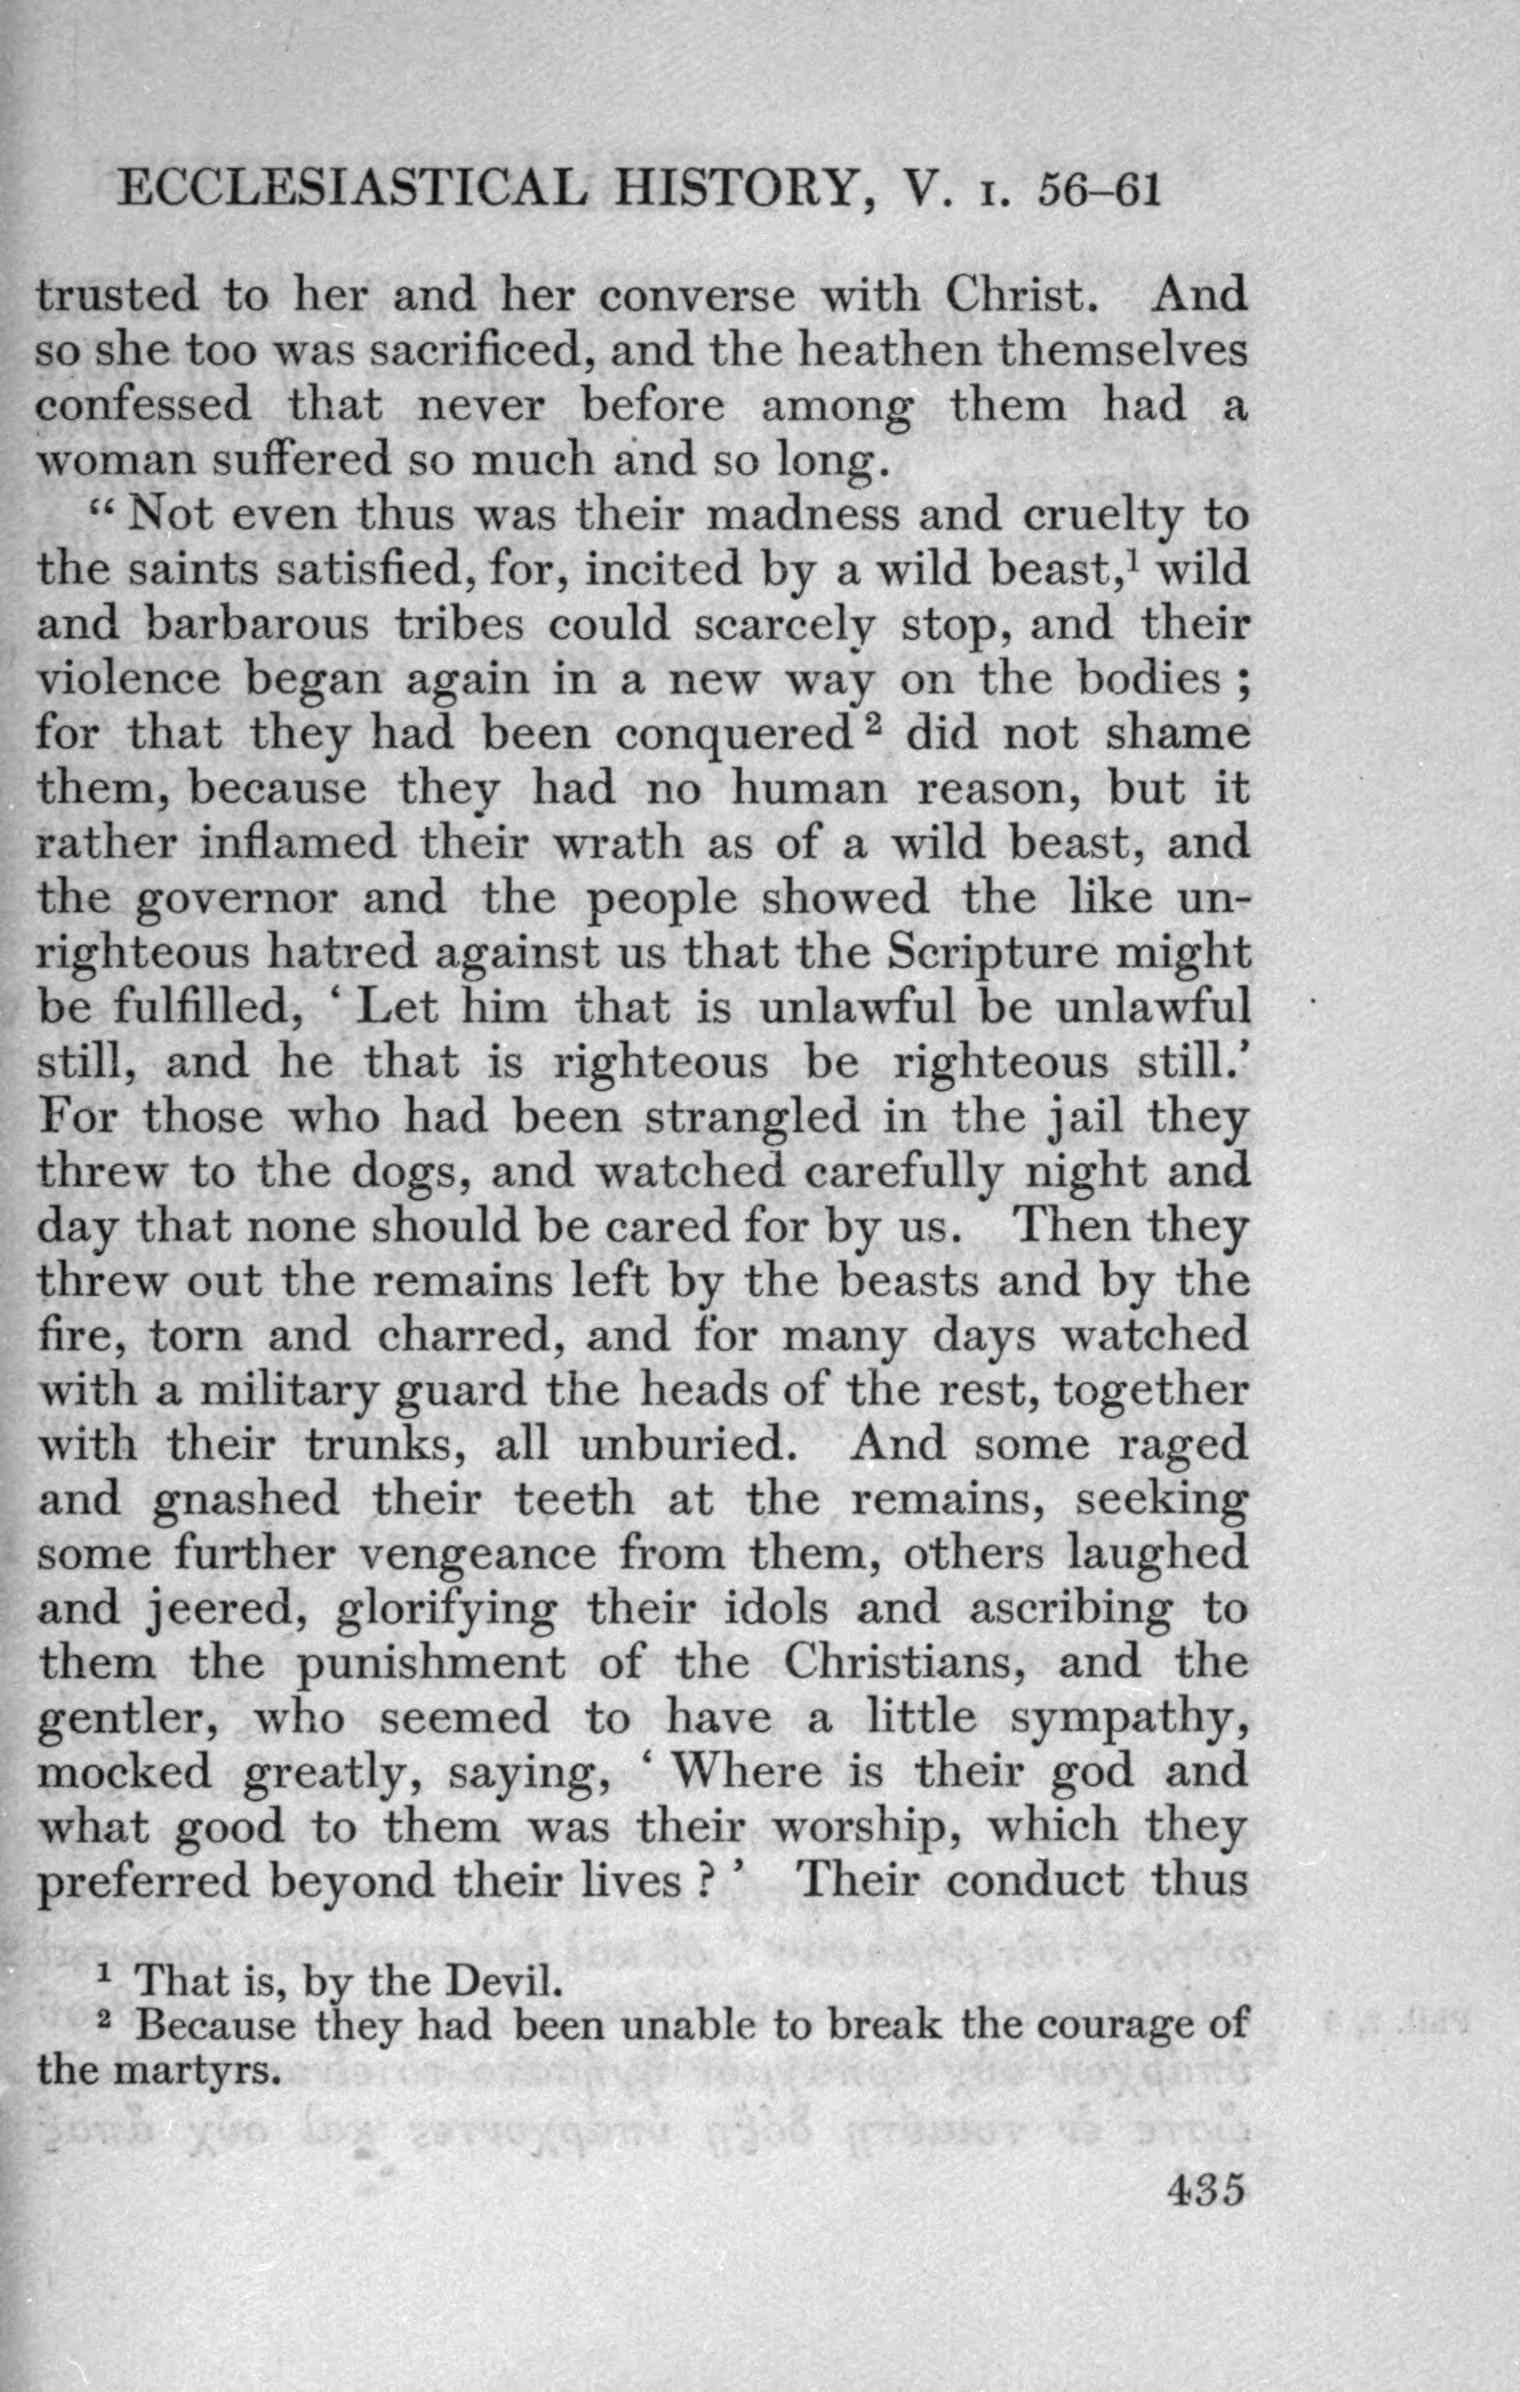 ECCLESIASTICAL HISTORY, V. I. 56–61
trusted to her and her converse with Christ. And
so she too was sacrificed, and the heathen themselves
confessed that never before among them had a
woman suffered so much and so long.
“ Not even thus was their madness and cruelty to
the saints satisfied, for, incited by a wild beast,¹ wild
and barbarous tribes could scarcely stop, and their
violence began again in a new way on the bodies ;
for that they had been conquered ² did not shame
them, because they had no human reason, but it
rather inflamed their wrath as of a wild beast, and
the governor and the people showed the like un-
righteous hatred against us that the Scripture might
be fulfilled, ‘ Let him that is unlawful be unlawful
still, and he that is righteous be righteous still.’
For those who had been strangled in the jail they
threw to the dogs, and watched carefully night and
day that none should be cared for by us. Then they
threw out the remains left by the beasts and by the
fire, torn and charred, and for many days watched
with a military guard the heads of the rest, together
with their trunks, all unburied. And some raged
and gnashed their teeth at the remains, seeking
some further vengeance from them, others laughed
and jeered, glorifying their idols and ascribing to
them the punishment of the Christians, and the
gentler, who seemed to have a little sympathy,
mocked greatly, saying, ‘ Where is their god and
what good to them was their worship, which they
preferred beyond their lives ? ’ Their conduct thus
¹ That is, by the Devil.
² Because they had been unable to break the courage of
the martyrs.
435